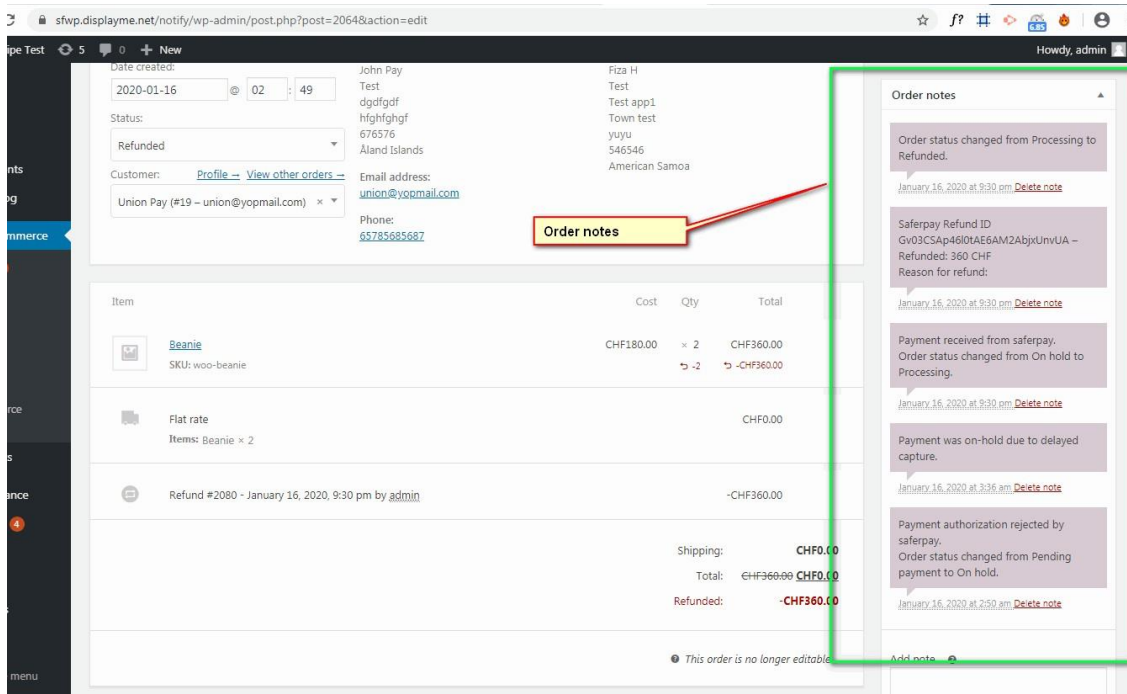 sfwp.displayme.net/notify/wp-admin/post.php?post=2064&action=edit
f?
6.85
ipe Test 5 0 + New
Howdy, admin
Date created:
2020-01-16 @ 02 : 49
Status:
Refunded
Customer: Profile → View other orders →
Union Pay (#19 – union@yopmail.com) ×
John Pay
Test
dgdfgdf
hfghfghgf
676576
Åland Islands
Email address:
union@yopmail.com
Phone:
65785685687
Fiza H
Test
Test app1
Town test
yuyu
546546
American Samoa
Order notes
nts
og
mmerce
rce
s
ance
4
s
menu
Item Cost Qty Total
Beanie CHF180.00 × 2 CHF360.00
SKU: woo-beanie -2 -CHF360.00
Flat rate CHF0.00
Items: Beanie × 2
Refund #2080 - January 16, 2020, 9:30 pm by admin -CHF360.00
Shipping: CHF0.00
Total: CHF360.00 CHF0.00
Refunded: -CHF360.00
This order is no longer editable
Order notes
Order status changed from Processing to
Refunded.
January 16, 2020 at 9:30 pm Delete note
Saferpay Refund ID
Gv03CSAp46l0tAE6AM2AbjxUnvUA –
Refunded: 360 CHF
Reason for refund:
January 16, 2020 at 9:30 pm Delete note
Payment received from saferpay.
Order status changed from On hold to
Processing.
January 16, 2020 at 9:30 pm Delete note
Payment was on-hold due to delayed
capture.
January 16, 2020 at 3:36 am Delete note
Payment authorization rejected by
saferpay.
Order status changed from Pending
payment to On hold.
January 16, 2020 at 2:50 am Delete note
Add note